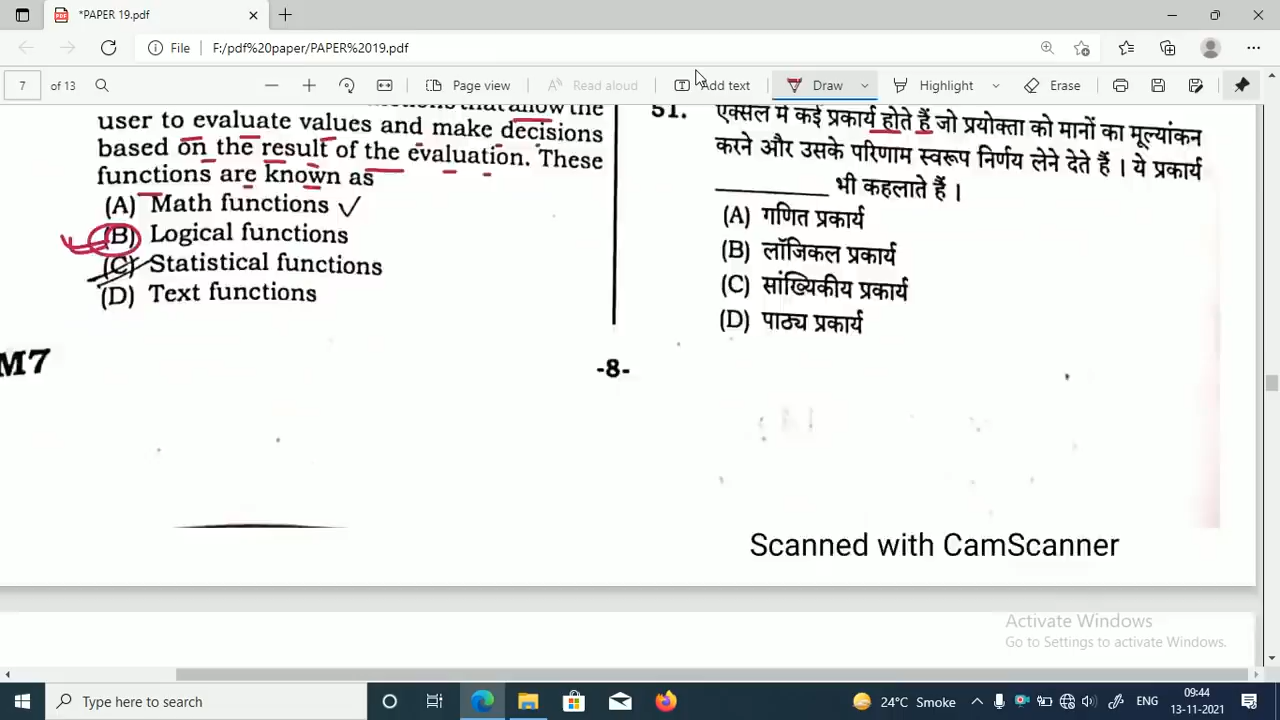 *PAPER 19.pdf
File F:/pdf%20paper/PAPER%2019.pdf
7 of 13 Page view Read aloud Add text Draw Highlight Erase
allow the
user to evaluate values and make decisions
based on the result of the evaluation. These
functions are known as
(A) Math functions
(B) Logical functions
(C) Statistical functions
(D) Text functions
M7
51. एक्सेल में कई प्रकार्य होते हैं जो प्रयोक्ता को मानों का मूल्यांकन
करने और उसके परिणाम स्वरूप निर्णय लेने देते हैं । ये प्रकार्य
__________ भी कहलाते हैं ।
(A) गणित प्रकार्य
(B) लॉजिकल प्रकार्य
(C) सांख्यिकीय प्रकार्य
(D) पाठ्य प्रकार्य
-8-
Scanned with CamScanner
Activate Windows
Go to Settings to activate Windows.
Type here to search
24°C Smoke ENG 09:44
13-11-2021